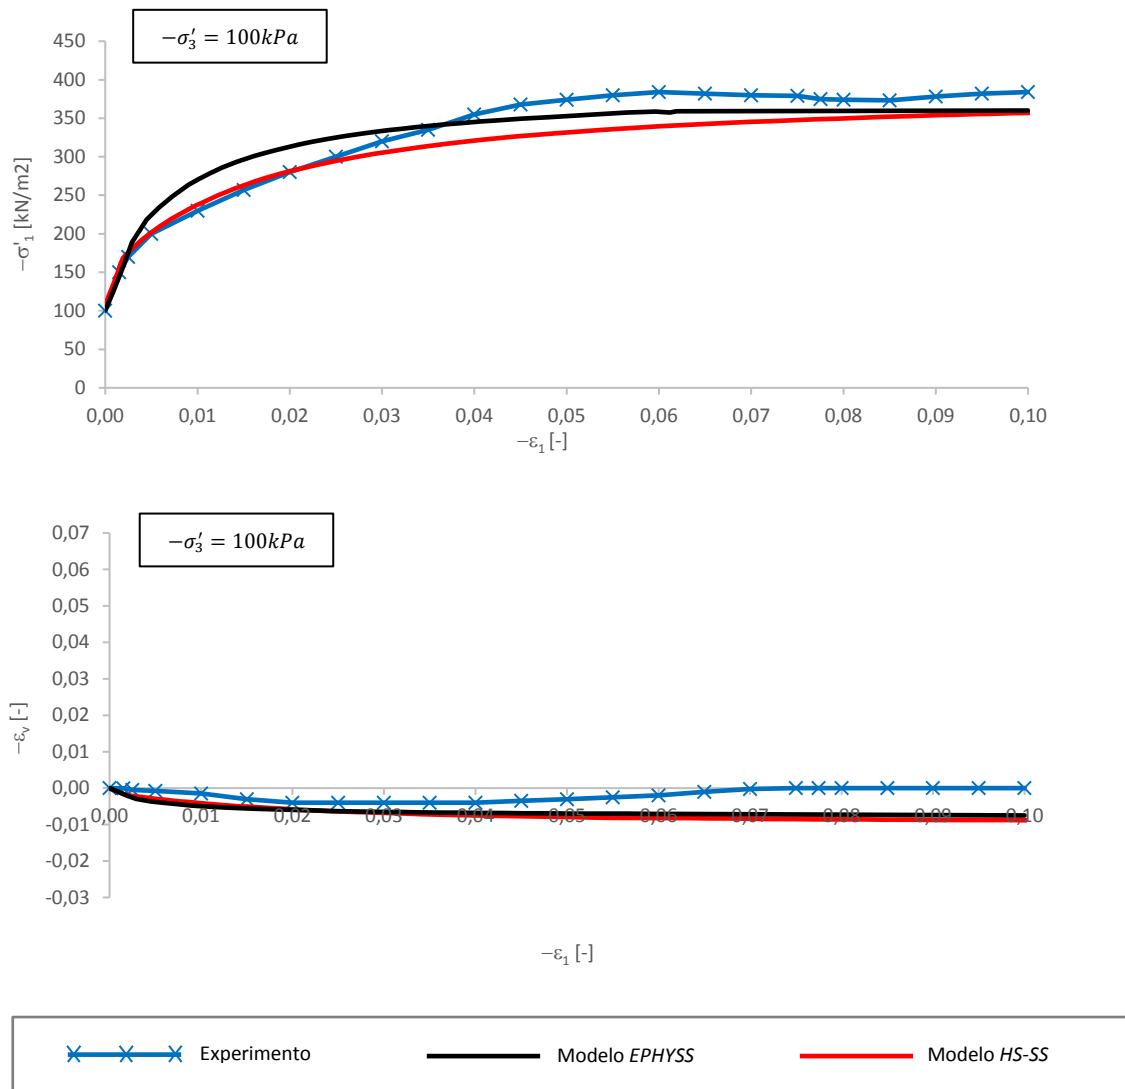 −σ′₃ = 100kPa
450
400
350
300
250
200
150
100
50
0
−σ'₁ [kN/m2]
0,00 0,01 0,02 0,03 0,04 0,05 0,06 0,07 0,08 0,09 0,10
−ε₁ [-]
−σ′₃ = 100kPa
0,07
0,06
0,05
0,04
0,03
0,02
0,01
0,00
-0,01
-0,02
-0,03
−εᵥ [-]
0,00 0,01 0,02 0,03 0,04 0,05 0,06 0,07 0,08 0,09 0,10
−ε₁ [-]
Experimento Modelo EPHYSS Modelo HS-SS